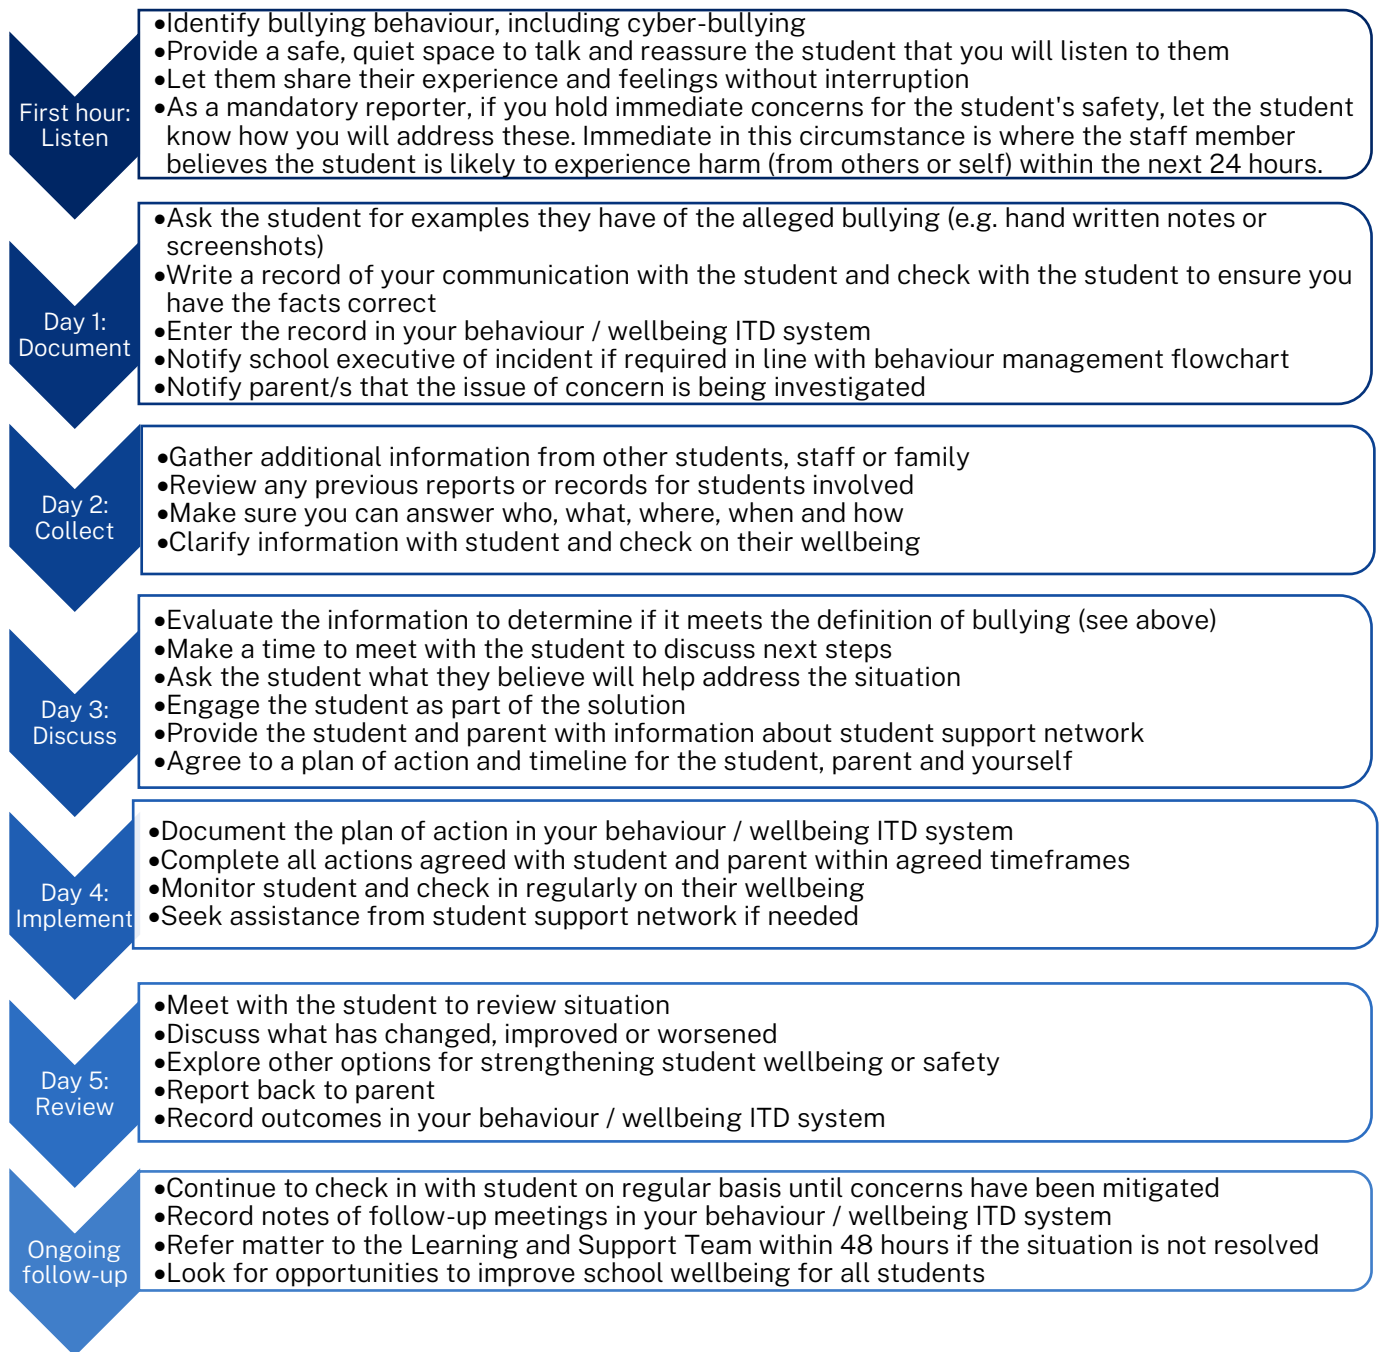 First hour:
Listen
•Identify bullying behaviour, including cyber-bullying
•Provide a safe, quiet space to talk and reassure the student that you will listen to them
•Let them share their experience and feelings without interruption
•As a mandatory reporter, if you hold immediate concerns for the student's safety, let the student
know how you will address these. Immediate in this circumstance is where the staff member
believes the student is likely to experience harm (from others or self) within the next 24 hours.
Day 1:
Document
•Ask the student for examples they have of the alleged bullying (e.g. hand written notes or
screenshots)
•Write a record of your communication with the student and check with the student to ensure you
have the facts correct
•Enter the record in your behaviour / wellbeing ITD system
•Notify school executive of incident if required in line with behaviour management flowchart
•Notify parent/s that the issue of concern is being investigated
Day 2:
Collect
•Gather additional information from other students, staff or family
•Review any previous reports or records for students involved
•Make sure you can answer who, what, where, when and how
•Clarify information with student and check on their wellbeing
Day 3:
Discuss
•Evaluate the information to determine if it meets the definition of bullying (see above)
•Make a time to meet with the student to discuss next steps
•Ask the student what they believe will help address the situation
•Engage the student as part of the solution
•Provide the student and parent with information about student support network
•Agree to a plan of action and timeline for the student, parent and yourself
Day 4:
Implement
•Document the plan of action in your behaviour / wellbeing ITD system
•Complete all actions agreed with student and parent within agreed timeframes
•Monitor student and check in regularly on their wellbeing
•Seek assistance from student support network if needed
Day 5:
Review
•Meet with the student to review situation
•Discuss what has changed, improved or worsened
•Explore other options for strengthening student wellbeing or safety
•Report back to parent
•Record outcomes in your behaviour / wellbeing ITD system
Ongoing
follow-up
•Continue to check in with student on regular basis until concerns have been mitigated
•Record notes of follow-up meetings in your behaviour / wellbeing ITD system
•Refer matter to the Learning and Support Team within 48 hours if the situation is not resolved
•Look for opportunities to improve school wellbeing for all students